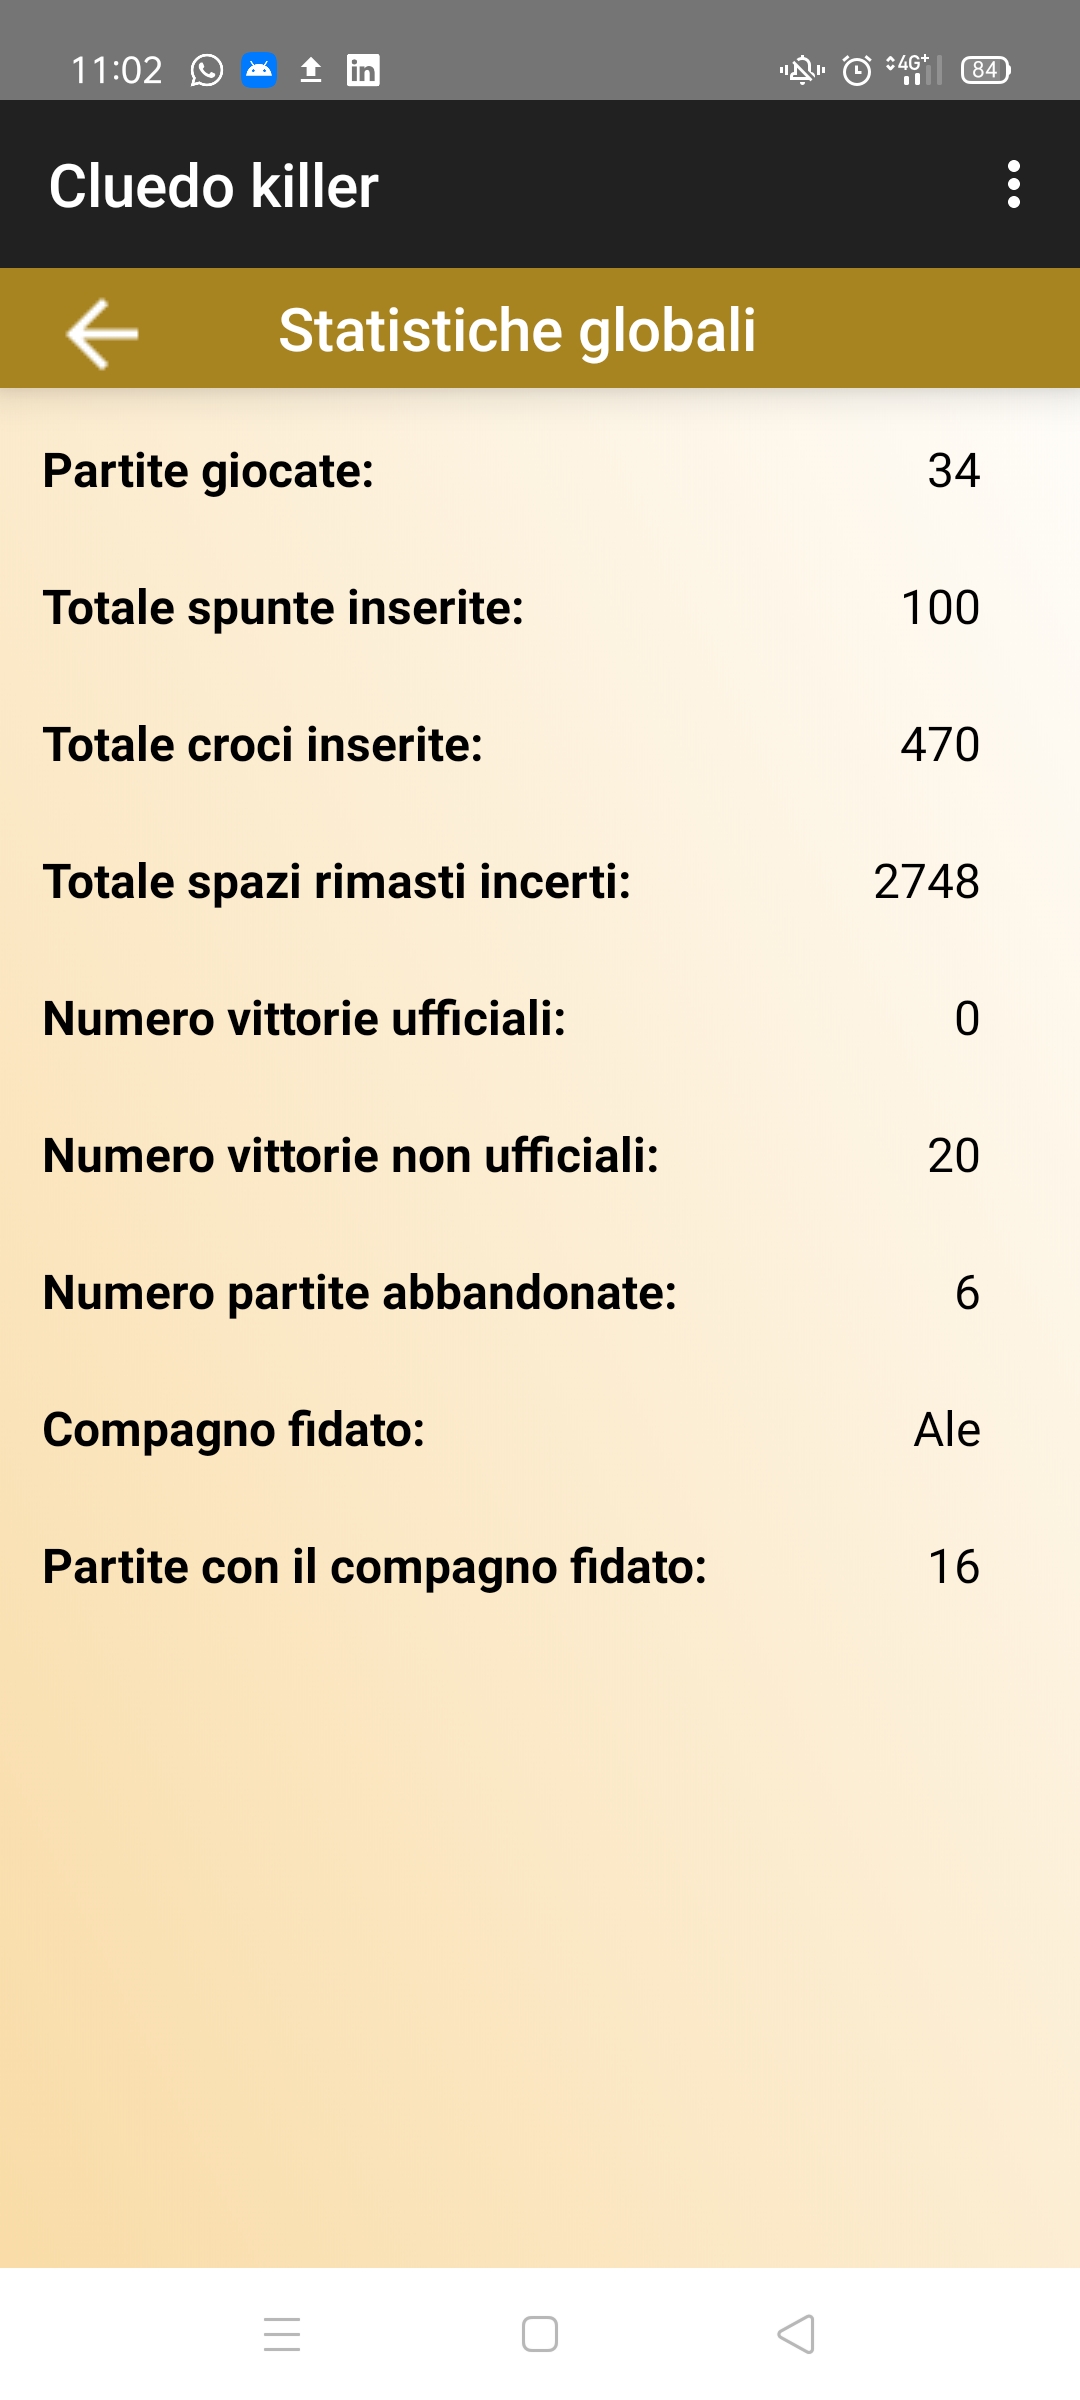 11:02 in 4G+ 84
Cluedo killer
Statistiche globali
Partite giocate: 34
Totale spunte inserite: 100
Totale croci inserite: 470
Totale spazi rimasti incerti: 2748
Numero vittorie ufficiali: 0
Numero vittorie non ufficiali: 20
Numero partite abbandonate: 6
Compagno fidato: Ale
Partite con il compagno fidato: 16